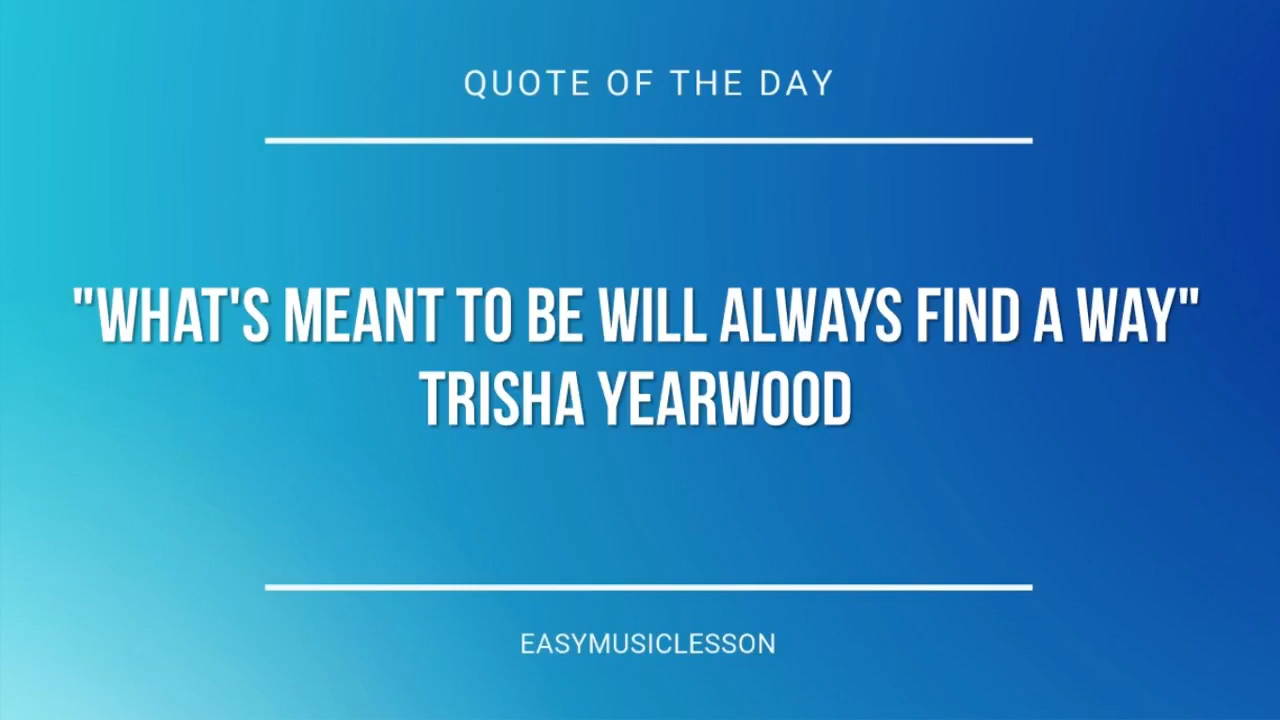 QUOTE OF THE DAY
"WHAT'S MEANT TO BE WILL ALWAYS FIND A WAY"
TRISHA YEARWOOD
EASYMUSICLESSON